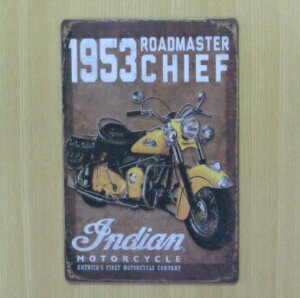 1953 ROADMASTER
CHIEF
Indian
MOTORCYCLE
AMERICA'S FIRST MOTORCYCLE COMPANY